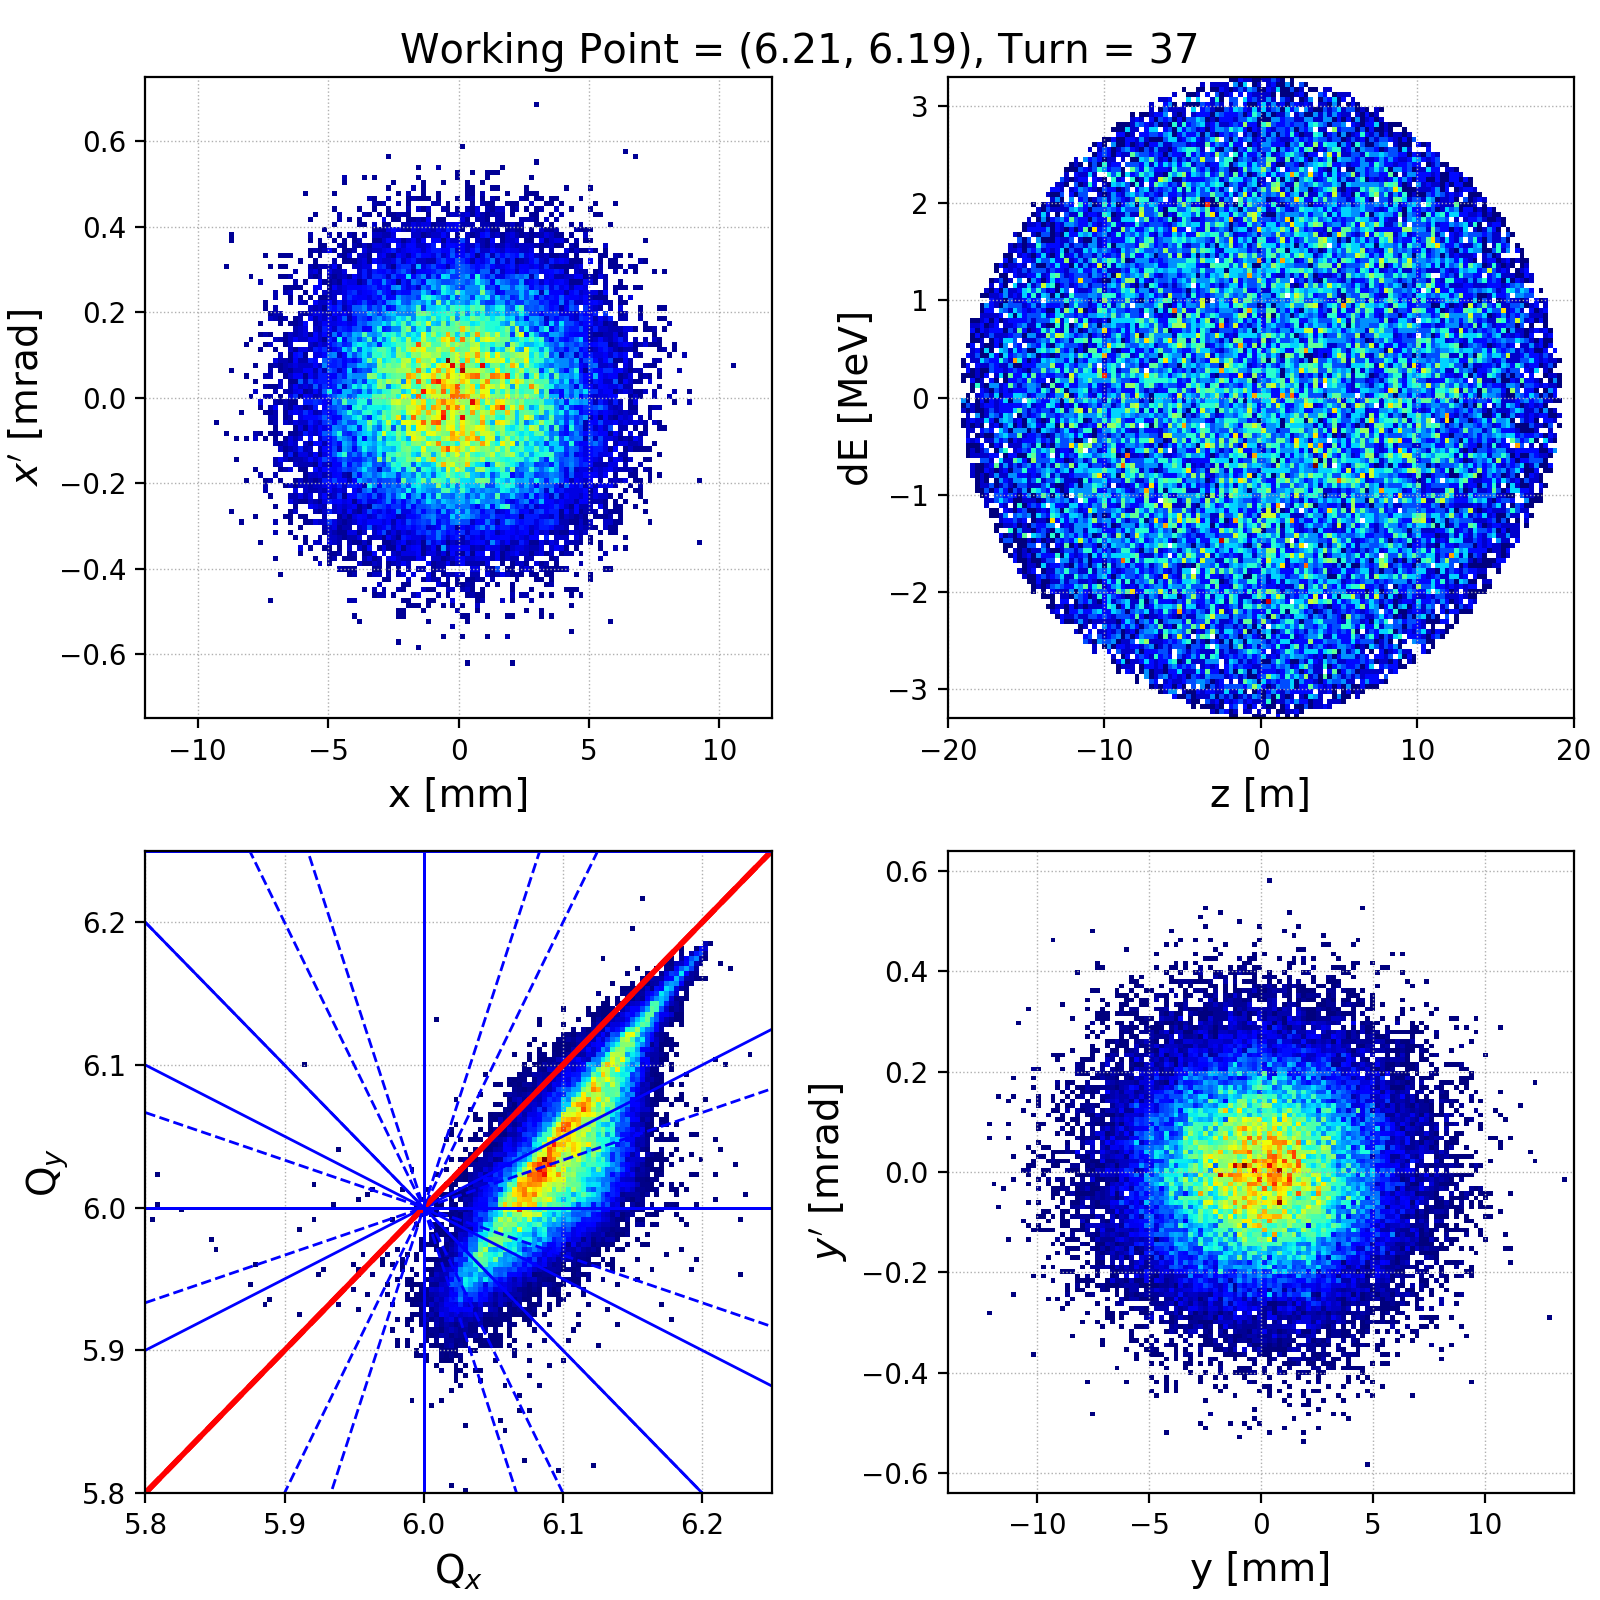 Working Point = (6.21, 6.19), Turn = 37
0.6
0.4
0.2
0.0
−0.2
−0.4
−0.6
x′ [mrad]
−10 −5 0 5 10
x [mm]
3
2
1
0
−1
−2
−3
dE [MeV]
−20 −10 0 10 20
z [m]
6.2
6.1
6.0
5.9
5.8
Qy
5.8 5.9 6.0 6.1 6.2
Qx
0.6
0.4
0.2
0.0
−0.2
−0.4
−0.6
y′ [mrad]
−10 −5 0 5 10
y [mm]